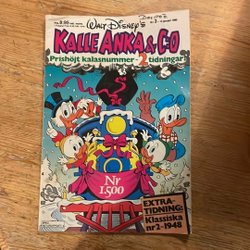 WALT DISNEY'S
KALLE ANKA & C:O
Prishöjt kalasnummer - 2 tidningar!
Nr
1.500
EXTRA-
TIDNING:
Klassiska
nr 2-1948